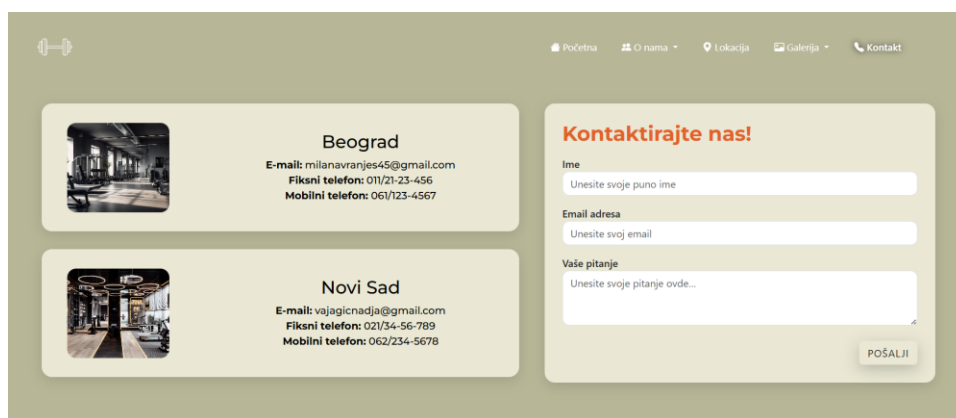 Početna
O nama
Lokacija
Galerija
Kontakt
Beograd
E-mail: milanavranjes45@gmail.com
Fiksni telefon: 011/21-23-456
Mobilni telefon: 061/123-4567
Novi Sad
E-mail: vajagicnadja@gmail.com
Fiksni telefon: 021/34-56-789
Mobilni telefon: 062/234-5678
Kontaktirajte nas!
Ime
Unesite svoje puno ime
Email adresa
Unesite svoj email
Vaše pitanje
Unesite svoje pitanje ovde...
POŠALJI